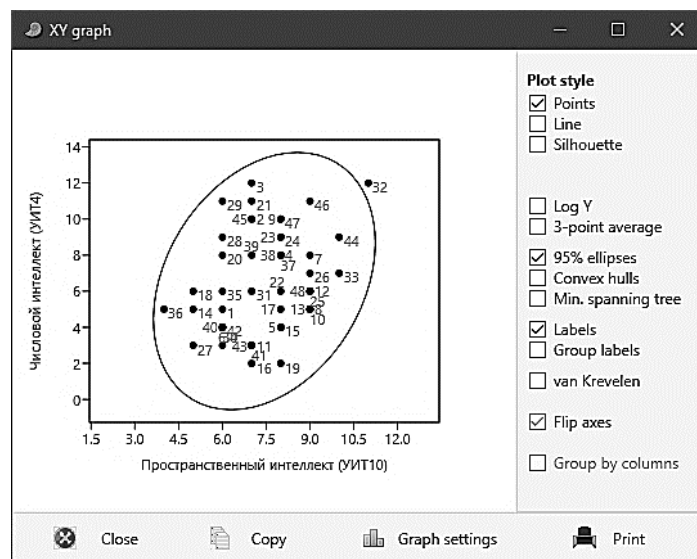 XY graph
Plot style
Points
Line
Silhouette
Log Y
3-point average
95% ellipses
Convex hulls
Min. spanning tree
Labels
Group labels
van Krevelen
Flip axes
Group by columns
Числовой интеллект (УИТ4)
14
12
10
8
6
4
2
0
3
32
29 21 46
45 2 9 47
28 23 24 44
39
20 38 4 7
37
26 33
22
18 35 31 48 12
25
36 14 1 17 13 8
10
40 42 5 15
27 43 11
41
16 19
1.5 3.0 4.5 6.0 7.5 9.0 10.5 12.0
Пространственный интеллект (УИТ10)
Close Copy Graph settings Print